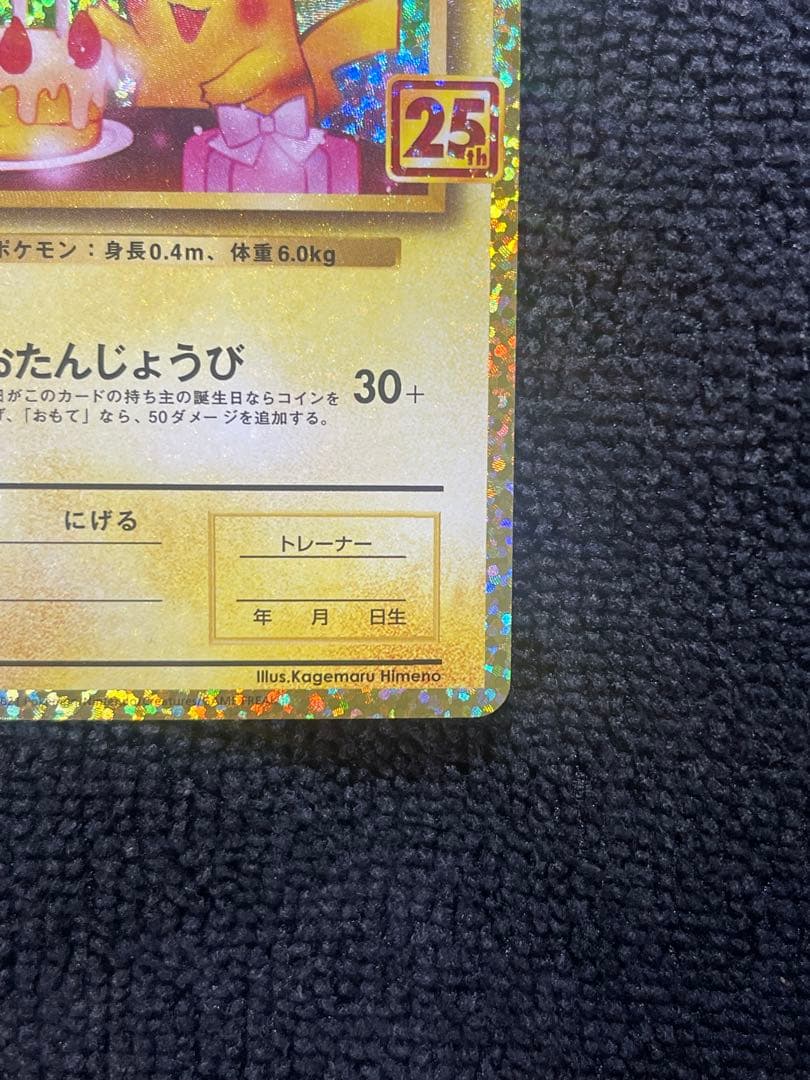 25th
ポケモン：身長0.4m、体重6.0kg
おたんじょうび 30+
がこのカードの持ち主の誕生日ならコインを
「おもて」なら、50ダメージを追加する。
にげる
トレーナー
年 月 日生
Illus.Kagemaru Himeno